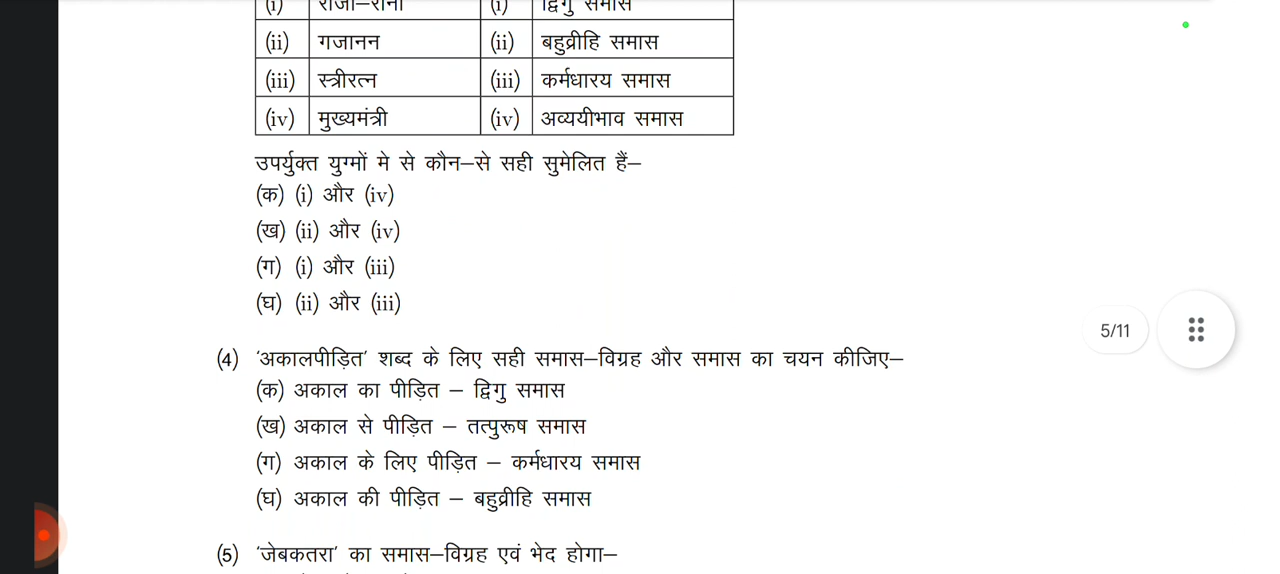 (i) राजा–रानी (i) द्विगु समास
(ii) गजानन (ii) बहुव्रीहि समास
(iii) स्त्रीरत्न (iii) कर्मधारय समास
(iv) मुख्यमंत्री (iv) अव्ययीभाव समास
उपर्युक्त युग्मों मे से कौन–से सही सुमेलित हैं–
(क) (i) और (iv)
(ख) (ii) और (iv)
(ग) (i) और (iii)
(घ) (ii) और (iii)
5/11
(4) 'अकालपीड़ित' शब्द के लिए सही समास–विग्रह और समास का चयन कीजिए–
(क) अकाल का पीड़ित – द्विगु समास
(ख) अकाल से पीड़ित – तत्पुरूष समास
(ग) अकाल के लिए पीड़ित – कर्मधारय समास
(घ) अकाल की पीड़ित – बहुव्रीहि समास
(5) 'जेबकतरा' का समास–विग्रह एवं भेद होगा–